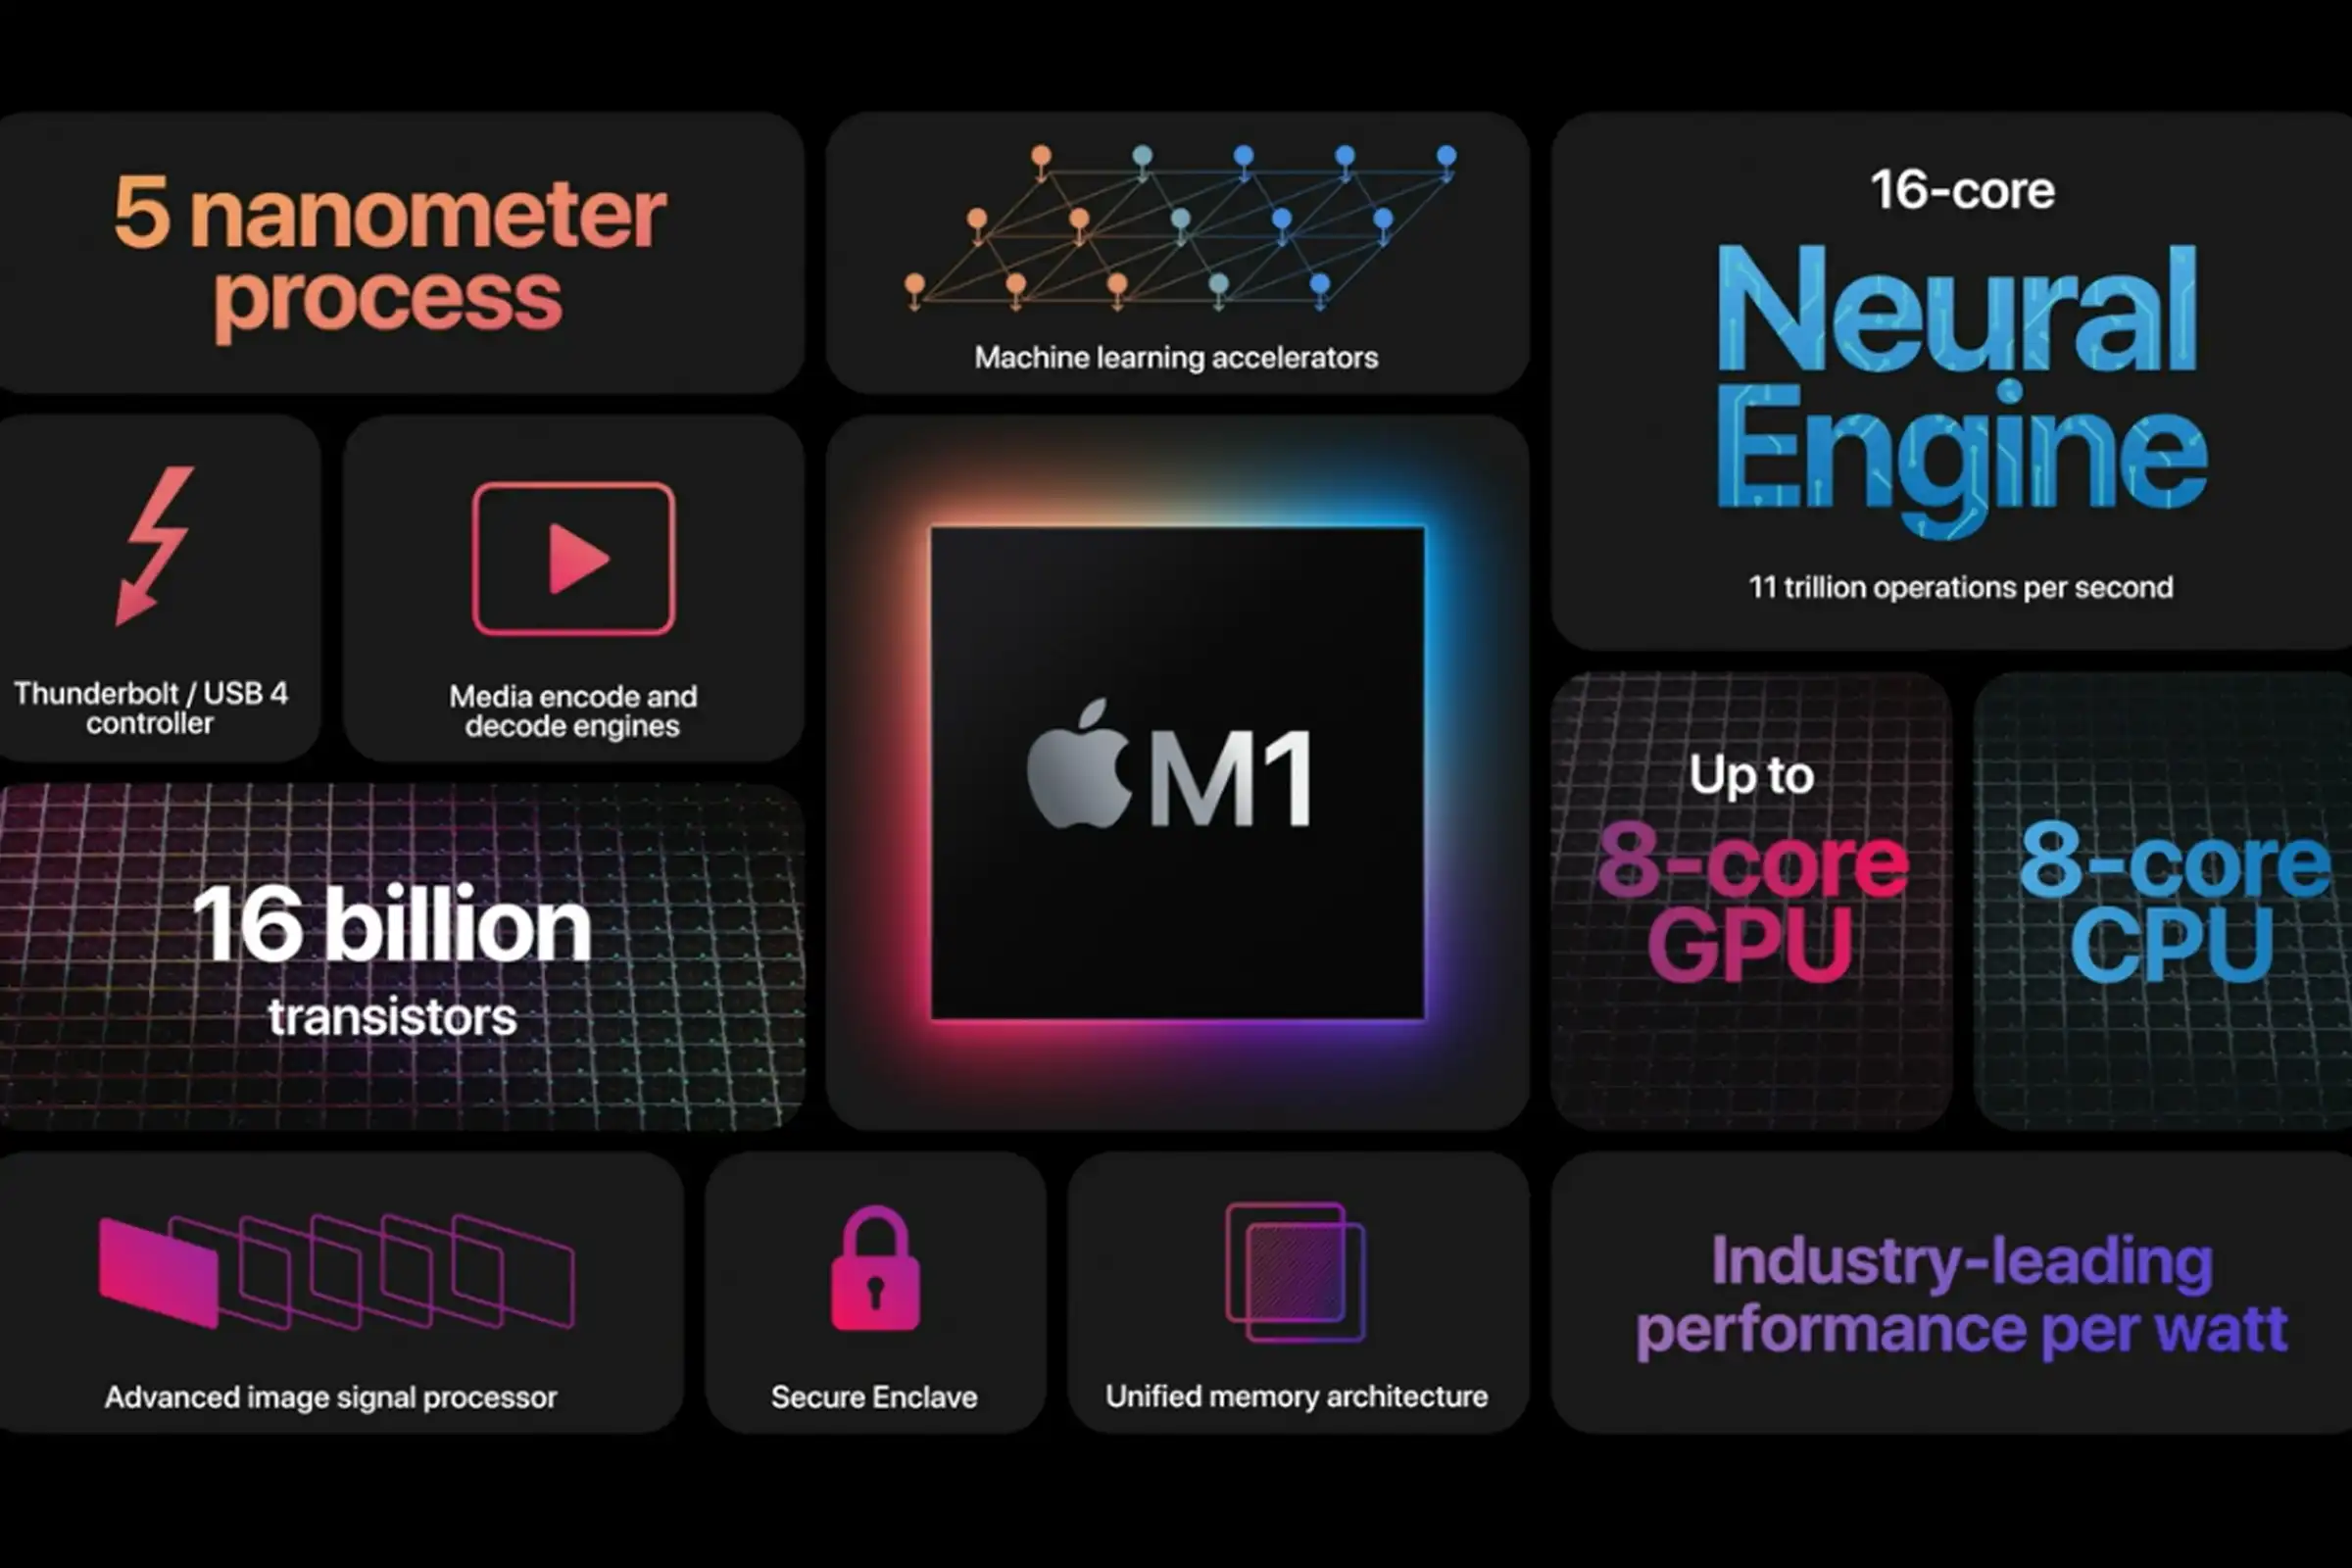 5 nanometer
process
Machine learning accelerators
16-core
Neural
Engine
11 trillion operations per second
Thunderbolt / USB 4
controller
Media encode and
decode engines
M1
Up to
8-core
GPU
8-core
CPU
16 billion
transistors
Advanced image signal processor
Secure Enclave
Unified memory architecture
Industry-leading
performance per watt